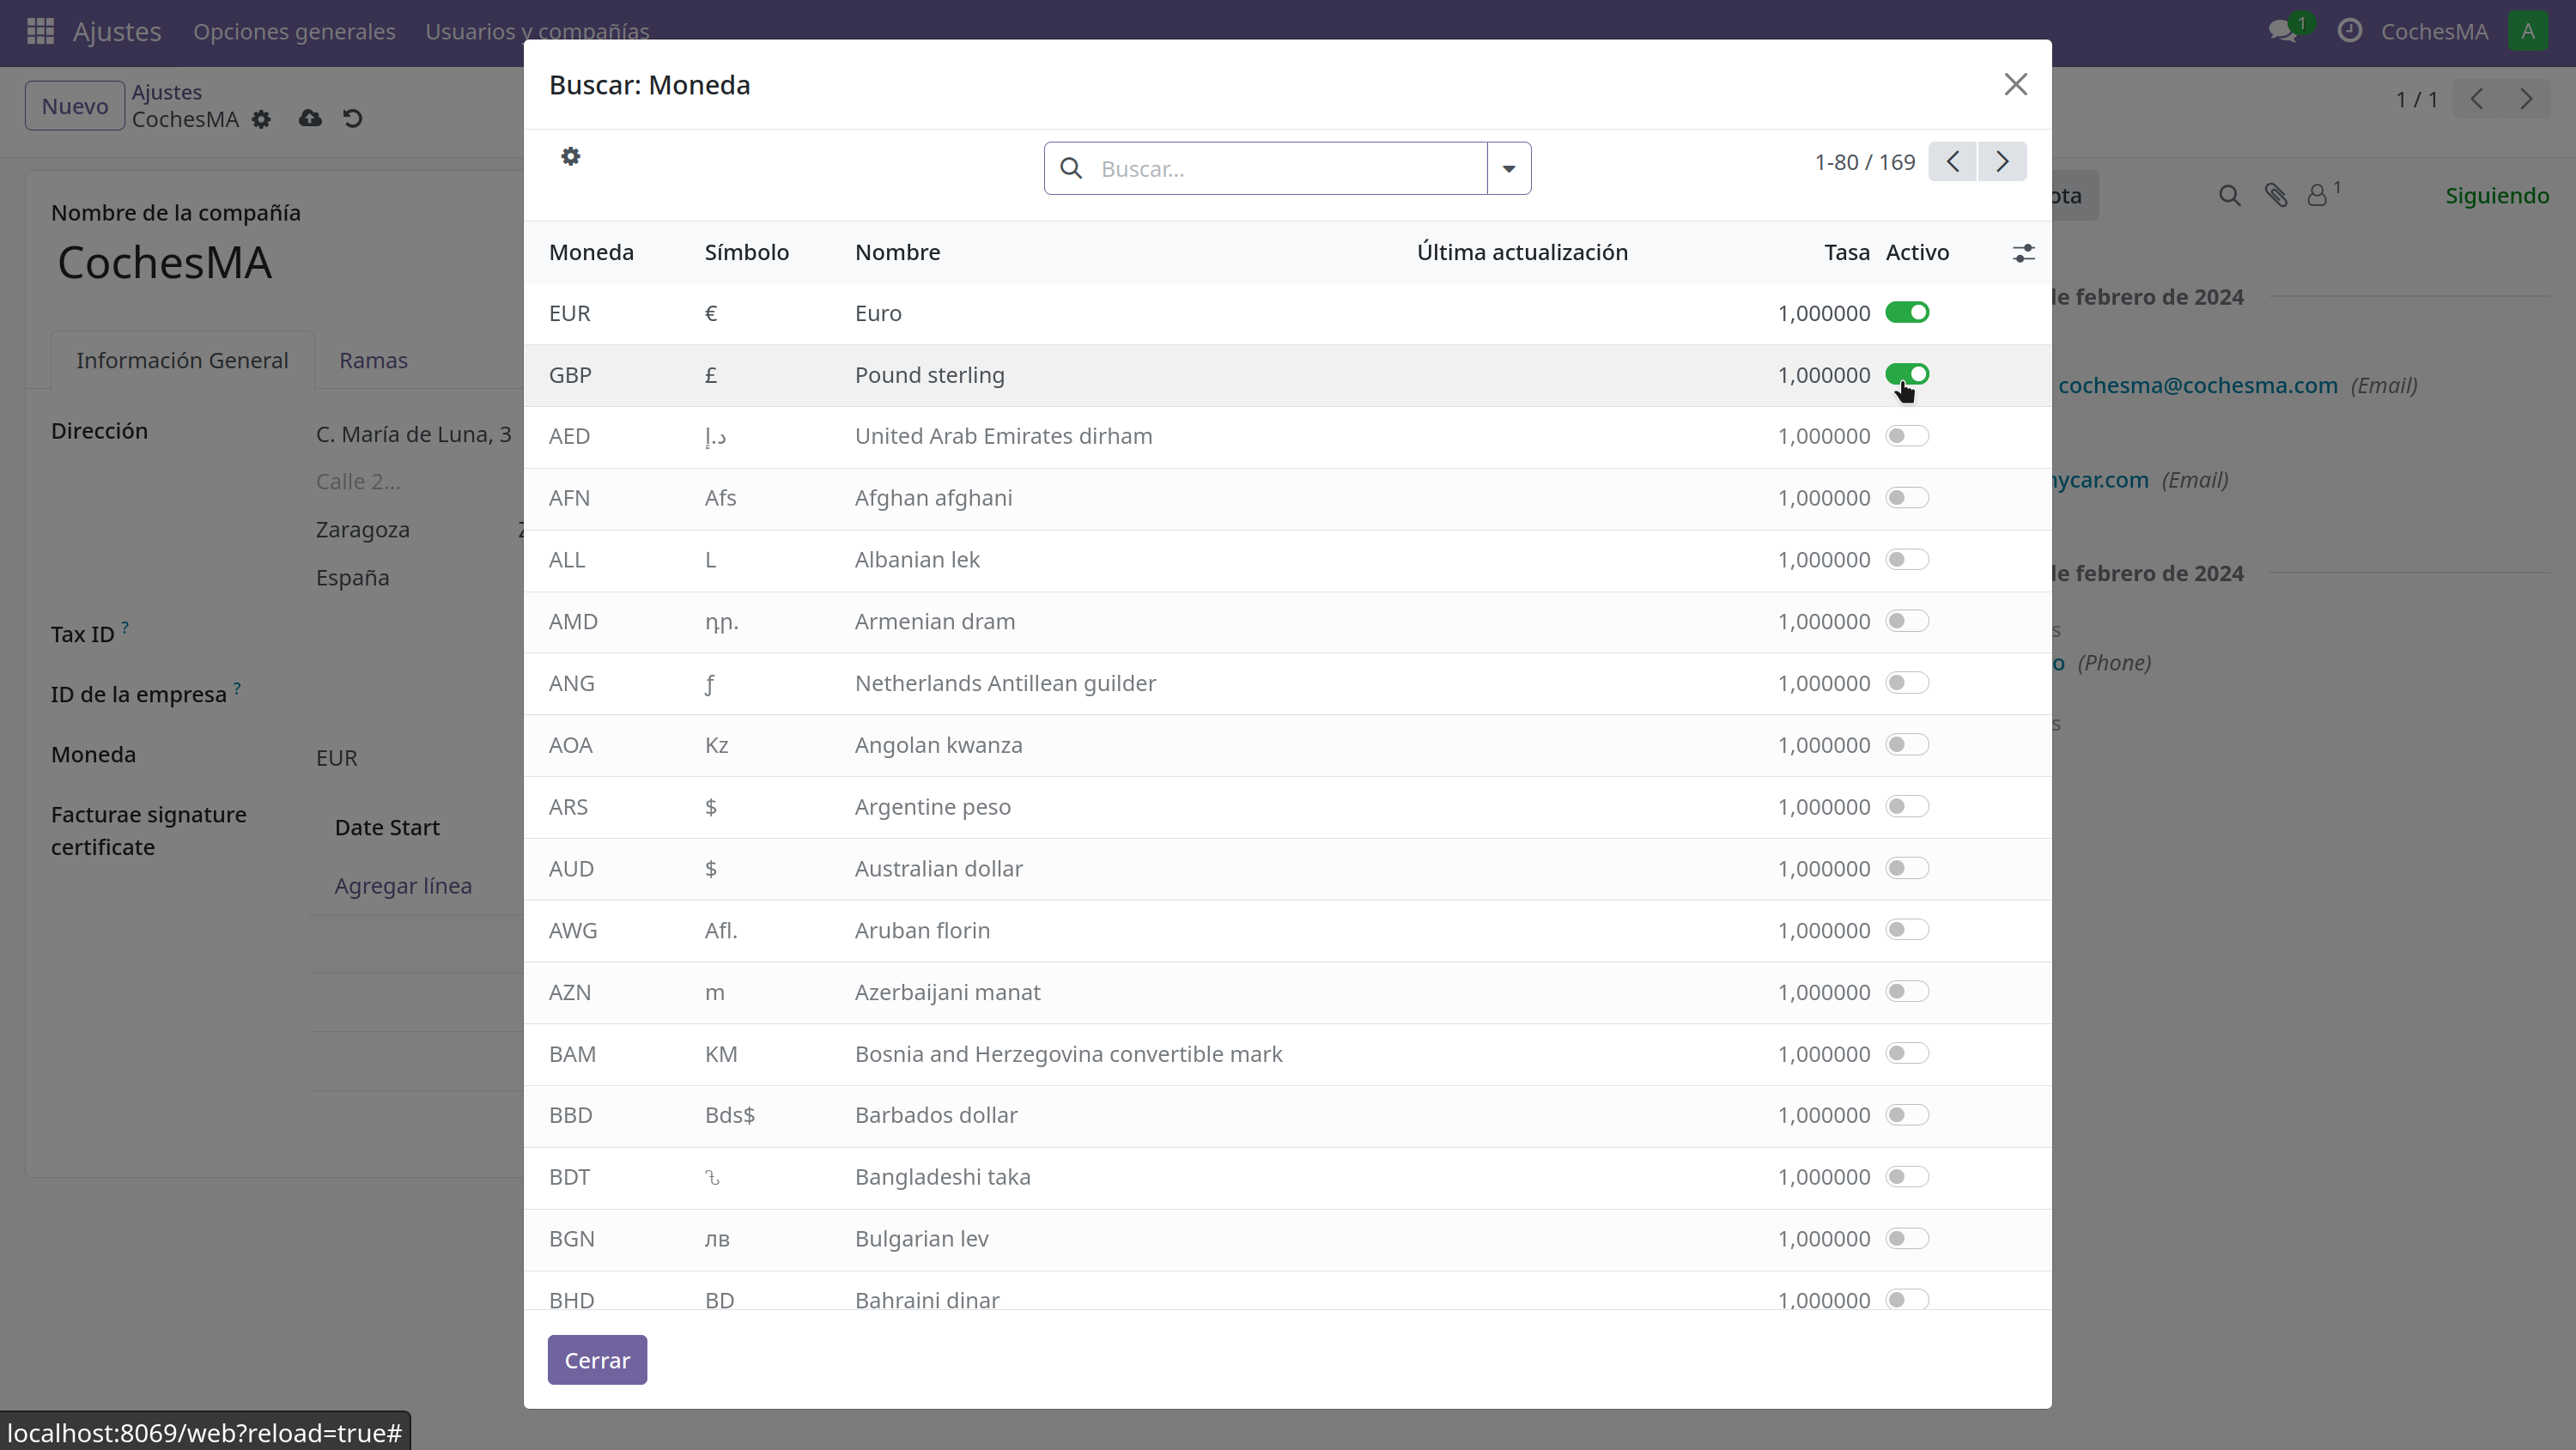 Ajustes Opciones generales Usuarios y compañías 1 CochesMA A
Nuevo Ajustes
CochesMA
1 / 1
Nombre de la compañía
CochesMA
Información General Ramas
Dirección C. María de Luna, 3
Calle 2...
Zaragoza
España
Tax ID ?
ID de la empresa ?
Moneda EUR
Facturae signature certificate
Date Start
Agregar línea
1 Siguiendo
de febrero de 2024
cochesma@cochesma.com (Email)
ycar.com (Email)
de febrero de 2024
s
o (Phone)
s
Buscar: Moneda
Buscar...
1-80 / 169
Moneda Símbolo Nombre Última actualización Tasa Activo
EUR € Euro 1,000000
GBP £ Pound sterling 1,000000
AED د.إ United Arab Emirates dirham 1,000000
AFN Afs Afghan afghani 1,000000
ALL L Albanian lek 1,000000
AMD դր. Armenian dram 1,000000
ANG ƒ Netherlands Antillean guilder 1,000000
AOA Kz Angolan kwanza 1,000000
ARS $ Argentine peso 1,000000
AUD $ Australian dollar 1,000000
AWG Afl. Aruban florin 1,000000
AZN m Azerbaijani manat 1,000000
BAM KM Bosnia and Herzegovina convertible mark 1,000000
BBD Bds$ Barbados dollar 1,000000
BDT ৳ Bangladeshi taka 1,000000
BGN лв Bulgarian lev 1,000000
BHD BD Bahraini dinar 1,000000
Cerrar
localhost:8069/web?reload=true#